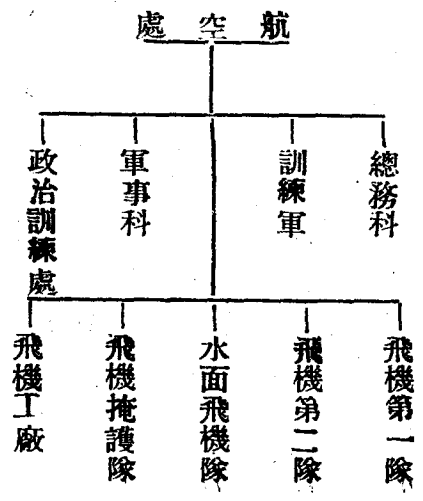 航空處
總務科
訓練軍
軍事科
政治訓練處
飛機第一隊
飛機第二隊
水面飛機隊
飛機掩護隊
飛機工廠